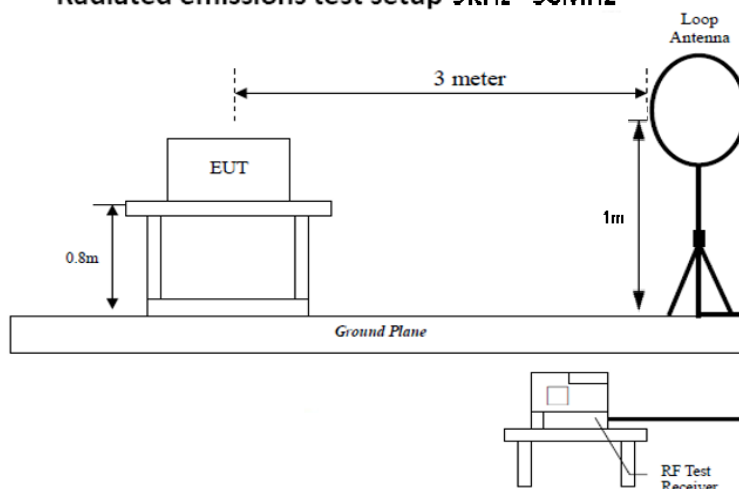 Radiated emissions test setup 9KHz - 30MHz
Loop
Antenna
3 meter
EUT
1m
0.8m
Ground Plane
RF Test
Receiver